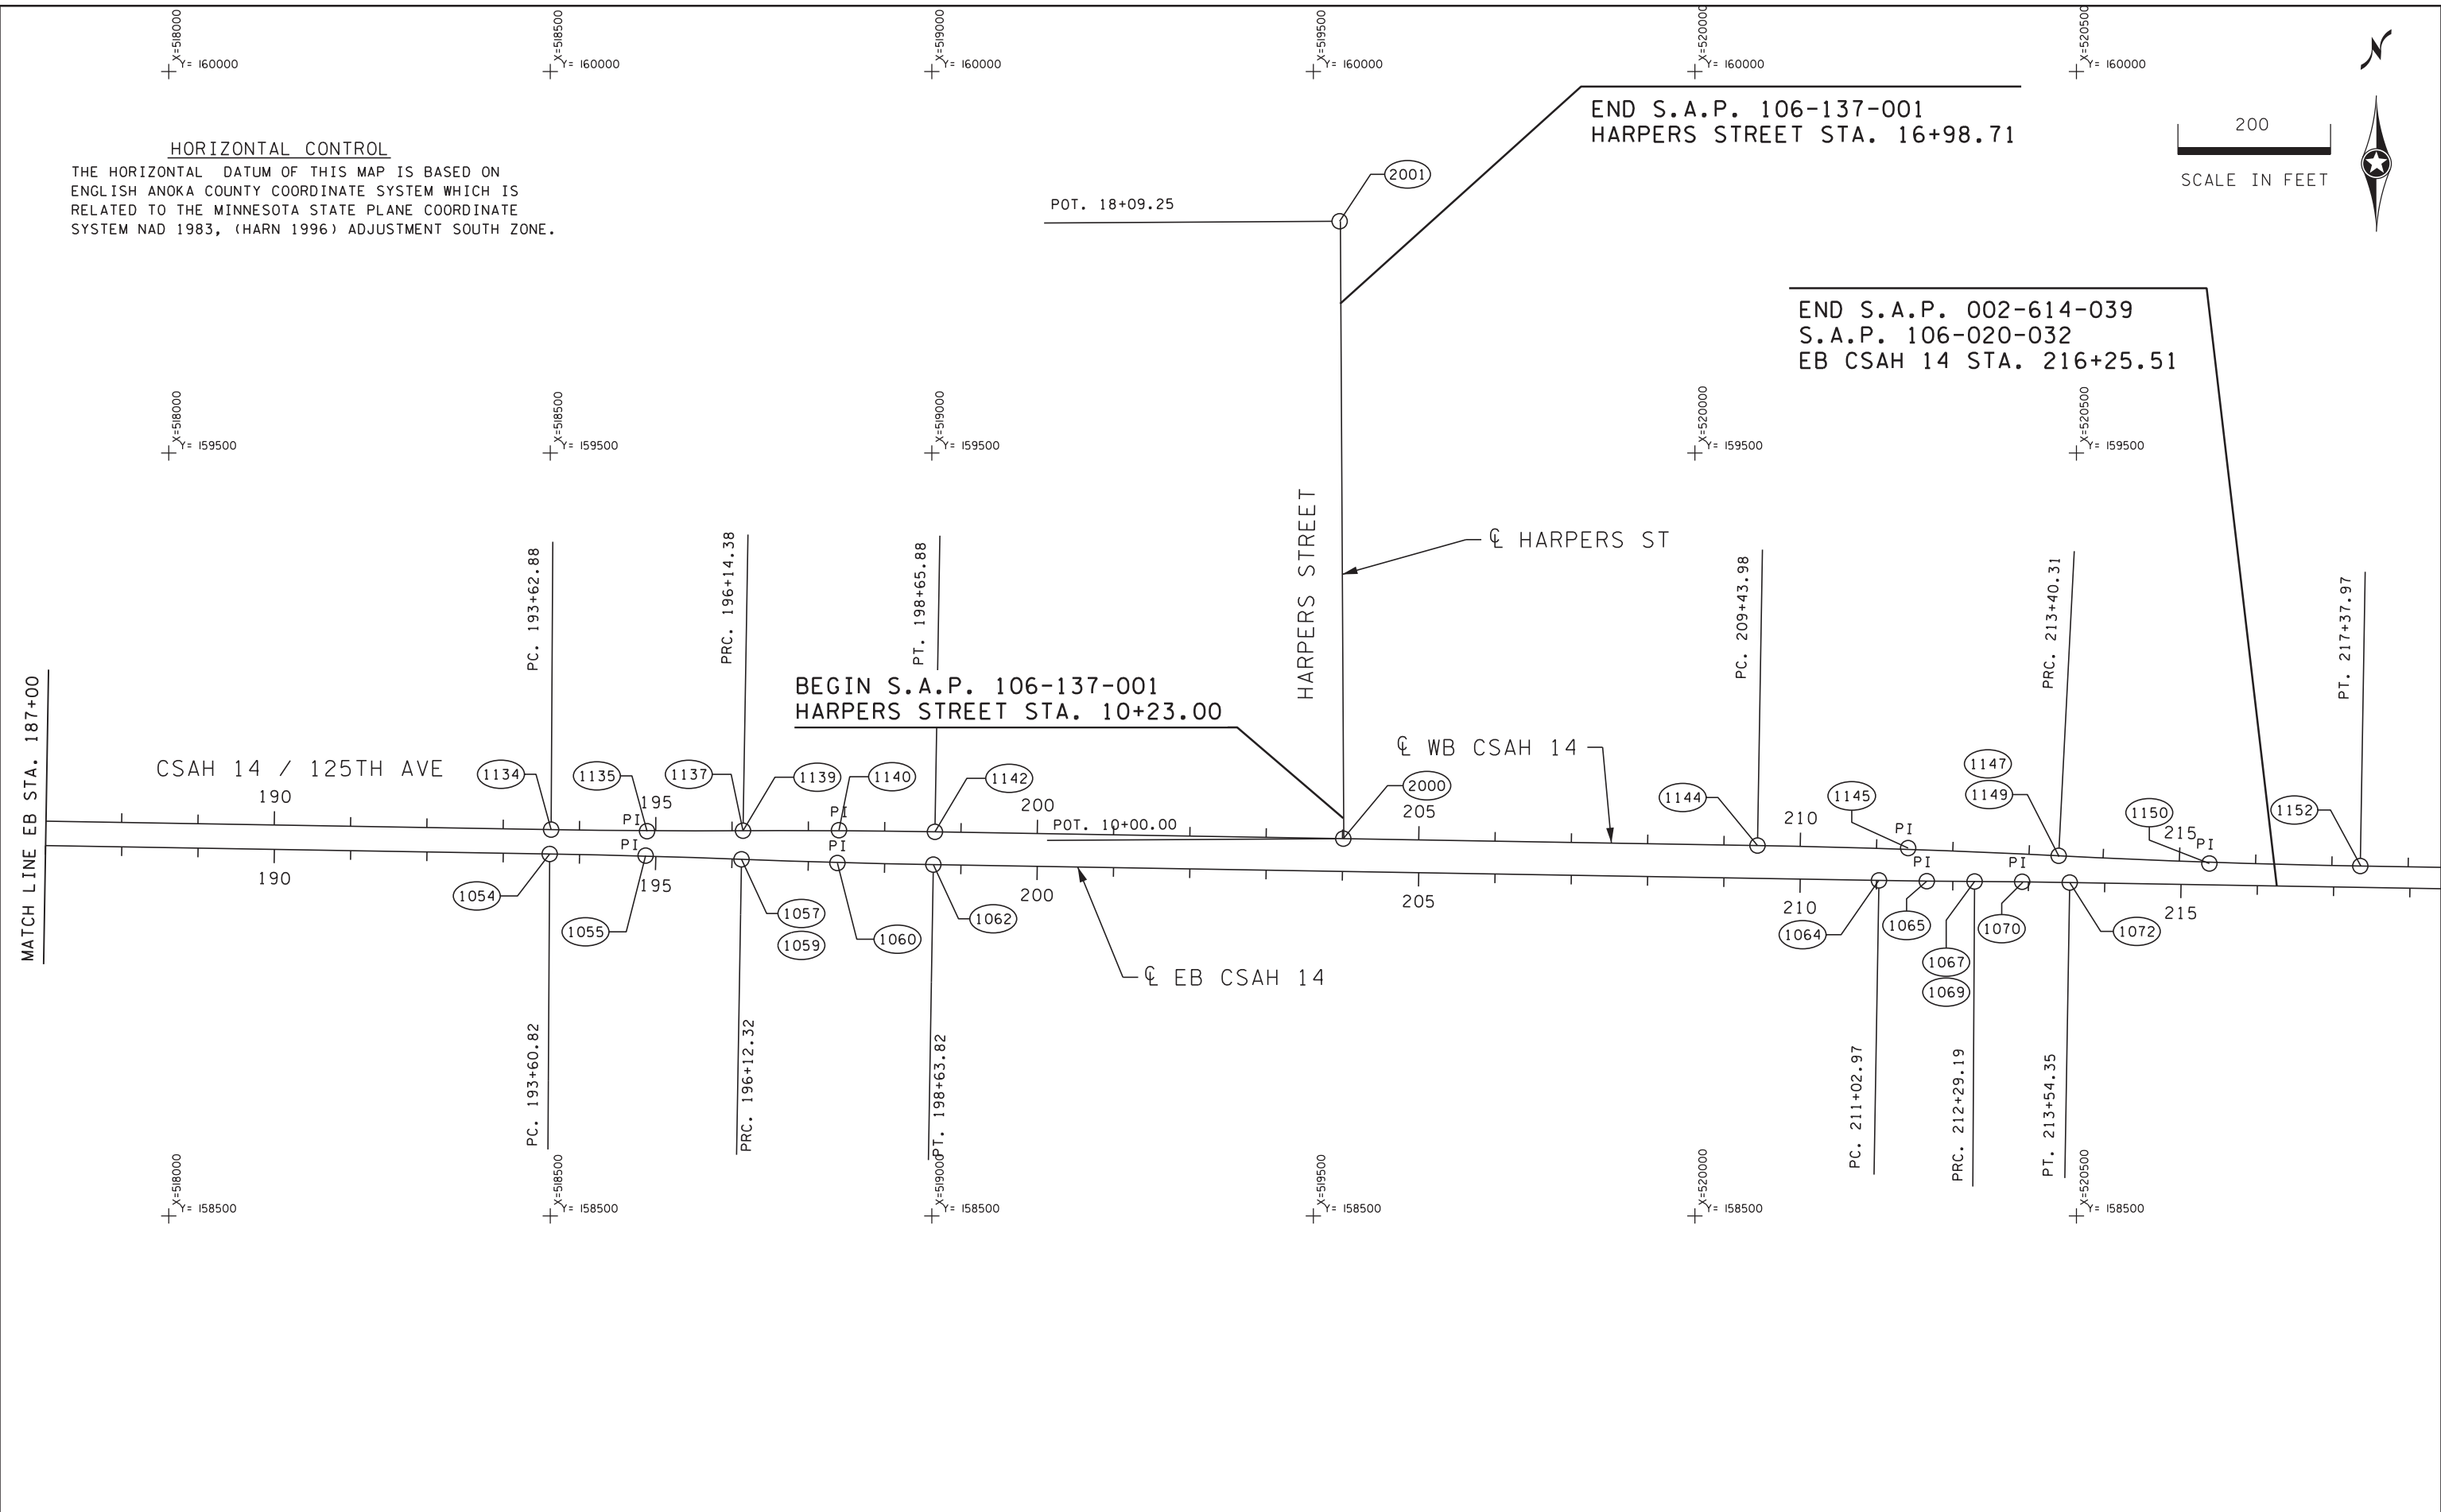 X=518000
Y= 160000
X=518500
Y= 160000
X=519000
Y= 160000
X=519500
Y= 160000
X=520000
Y= 160000
X=520500
Y= 160000
N
200
SCALE IN FEET
END S.A.P. 106-137-001
HARPERS STREET STA. 16+98.71
HORIZONTAL CONTROL
THE HORIZONTAL DATUM OF THIS MAP IS BASED ON
ENGLISH ANOKA COUNTY COORDINATE SYSTEM WHICH IS
RELATED TO THE MINNESOTA STATE PLANE COORDINATE
SYSTEM NAD 1983, (HARN 1996) ADJUSTMENT SOUTH ZONE.
2001
POT. 18+09.25
END S.A.P. 002-614-039
S.A.P. 106-020-032
EB CSAH 14 STA. 216+25.51
X=518000
Y= 159500
X=518500
Y= 159500
X=519000
Y= 159500
X=520000
Y= 159500
X=520500
Y= 159500
HARPERS STREET
℄ HARPERS ST
PC. 193+62.88
PRC. 196+14.38
PT. 198+65.88
PC. 209+43.98
PRC. 213+40.31
PT. 217+37.97
BEGIN S.A.P. 106-137-001
HARPERS STREET STA. 10+23.00
MATCH LINE EB STA. 187+00
CSAH 14 / 125TH AVE
℄ WB CSAH 14
1134
1135
1137
1139
1140
1142
2000
1144
1145
1147
1149
1150
1152
190
195
200
205
210
215
PI
PI
PI
PI
POT. 10+00.00
PI
PI
PI
PI
190
195
200
205
210
215
1054
1055
1057
1059
1060
1062
1064
1065
1067
1069
1070
1072
℄ EB CSAH 14
PC. 193+60.82
PRC. 196+12.32
PT. 198+63.82
PC. 211+02.97
PRC. 212+29.19
PT. 213+54.35
X=518000
Y= 158500
X=518500
Y= 158500
X=519000
Y= 158500
X=519500
Y= 158500
X=520000
Y= 158500
X=520500
Y= 158500